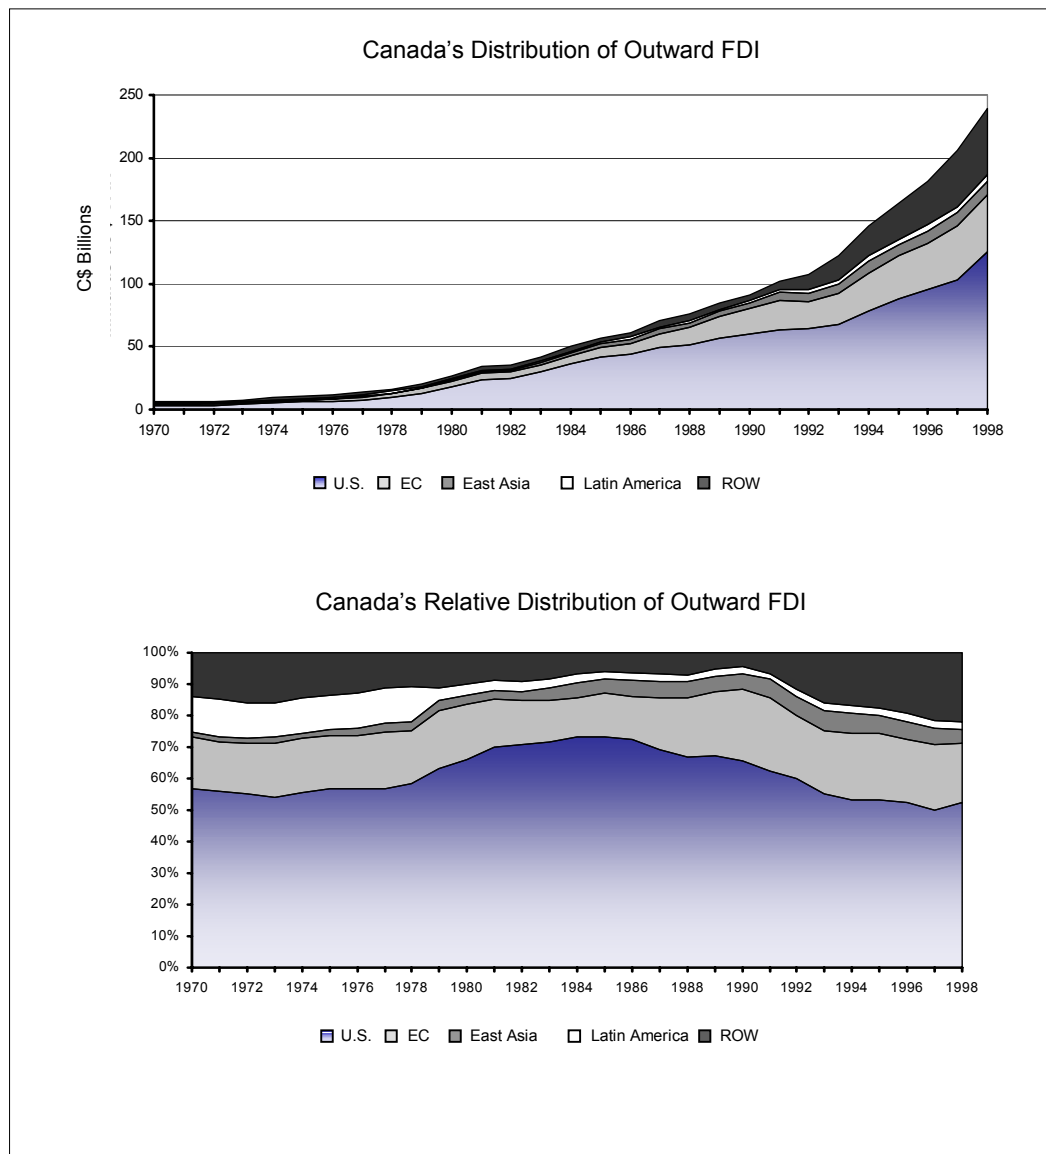 Canada's Distribution of Outward FDI
250
200
150
100
50
0
C$ Billions
1970 1972 1974 1976 1978 1980 1982 1984 1986 1988 1990 1992 1994 1996 1998
U.S. EC East Asia Latin America ROW
Canada's Relative Distribution of Outward FDI
100%
90%
80%
70%
60%
50%
40%
30%
20%
10%
0%
1970 1972 1974 1976 1978 1980 1982 1984 1986 1988 1990 1992 1994 1996 1998
U.S. EC East Asia Latin America ROW